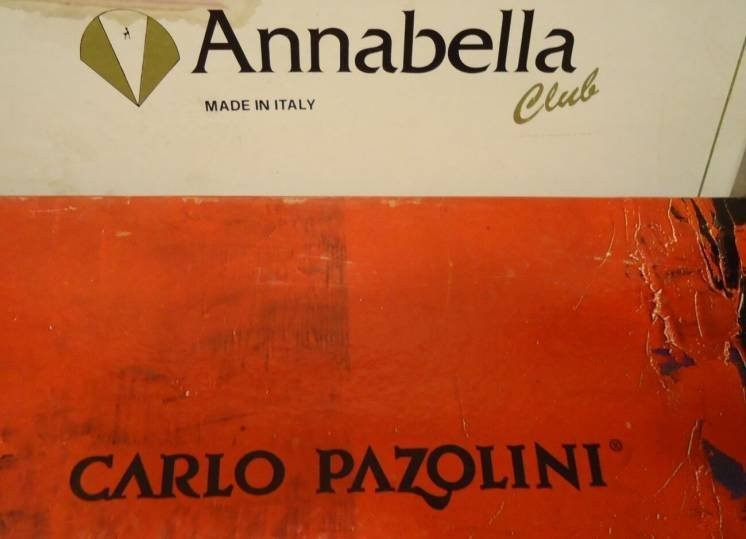 Annabella
Club
MADE IN ITALY
CARLO PAZOLINI®